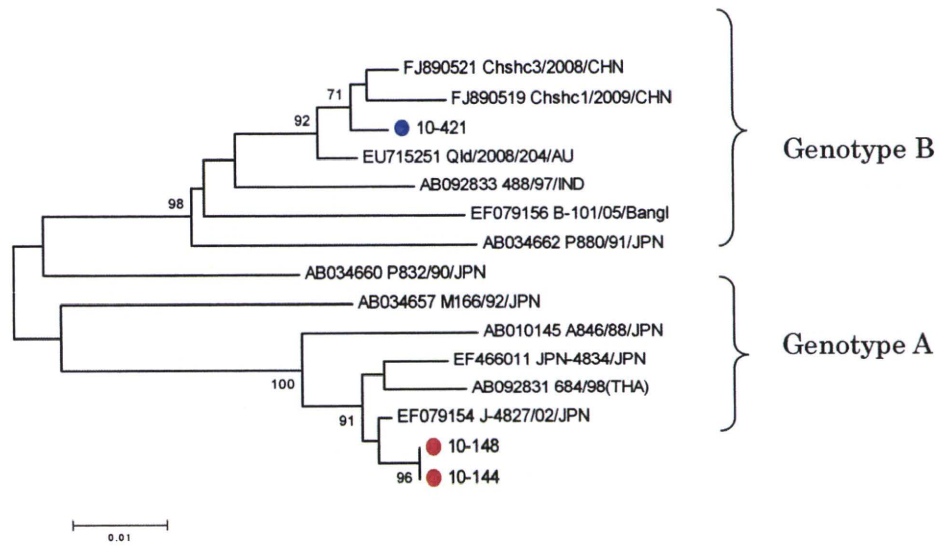 FJ890521 Chshc3/2008/CHN
71
FJ890519 Chshc1/2009/CHN
92
10-421
EU715251 Qld/2008/204/AU
Genotype B
AB092833 488/97/IND
98
EF079156 B-101/05/Bangl
AB034662 P880/91/JPN
AB034660 P832/90/JPN
AB034657 M166/92/JPN
AB010145 A846/88/JPN
Genotype A
EF466011 JPN-4834/JPN
100
AB092831 684/98(THA)
91
EF079154 J-4827/02/JPN
10-148
96
10-144
0.01